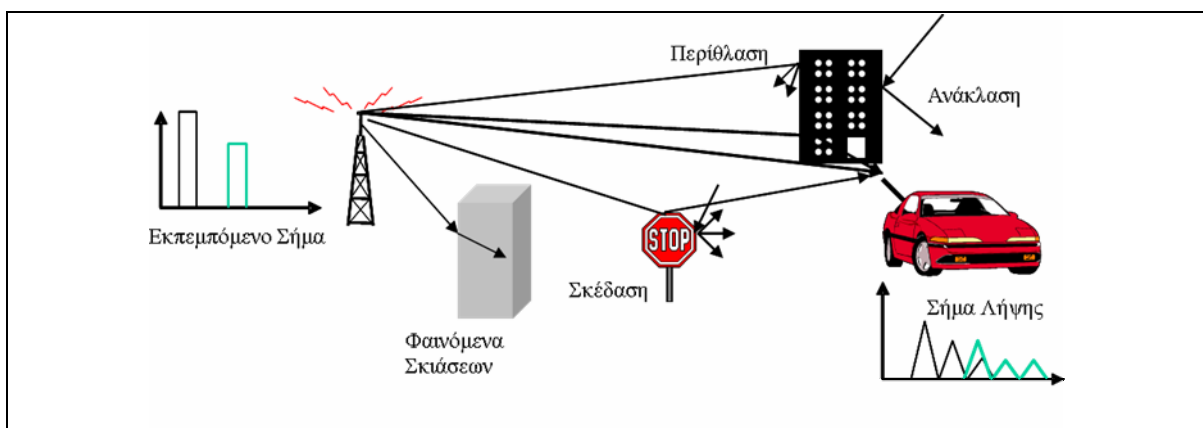 Περίθλαση
Ανάκλαση
Εκπεμπόμενο Σήμα
STOP
Σκέδαση
Φαινόμενα
Σκιάσεων
Σήμα Λήψης